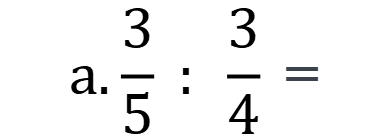 a. 3/5 : 3/4 =